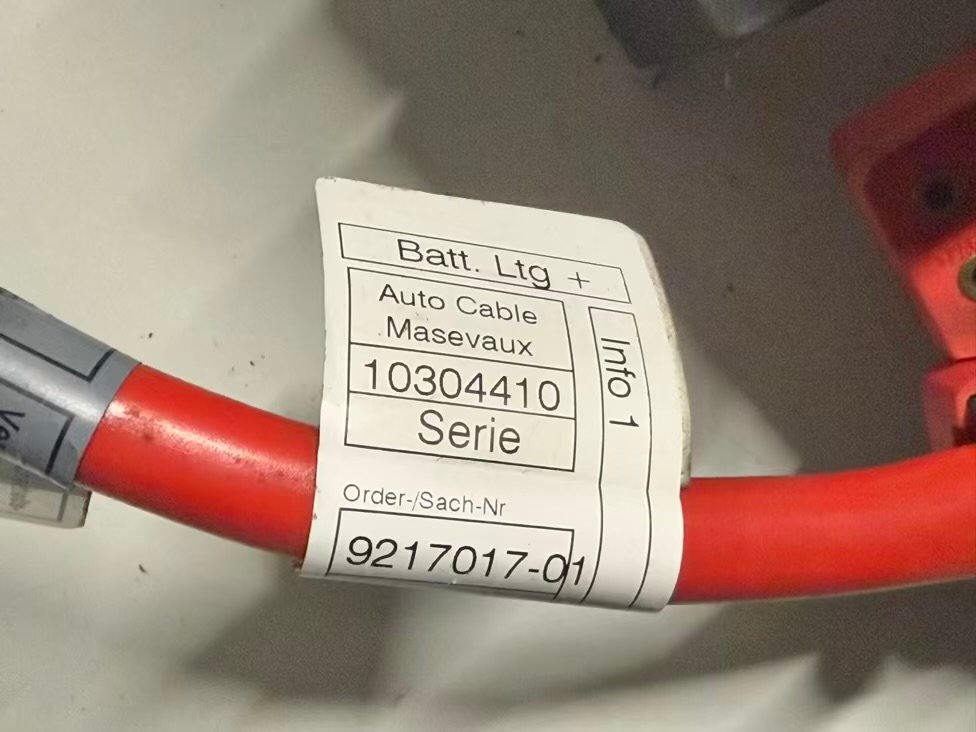 Batt. Ltg +
Auto Cable
Masevaux
10304410
Serie
Info 1
Order-/Sach-Nr
9217017-01